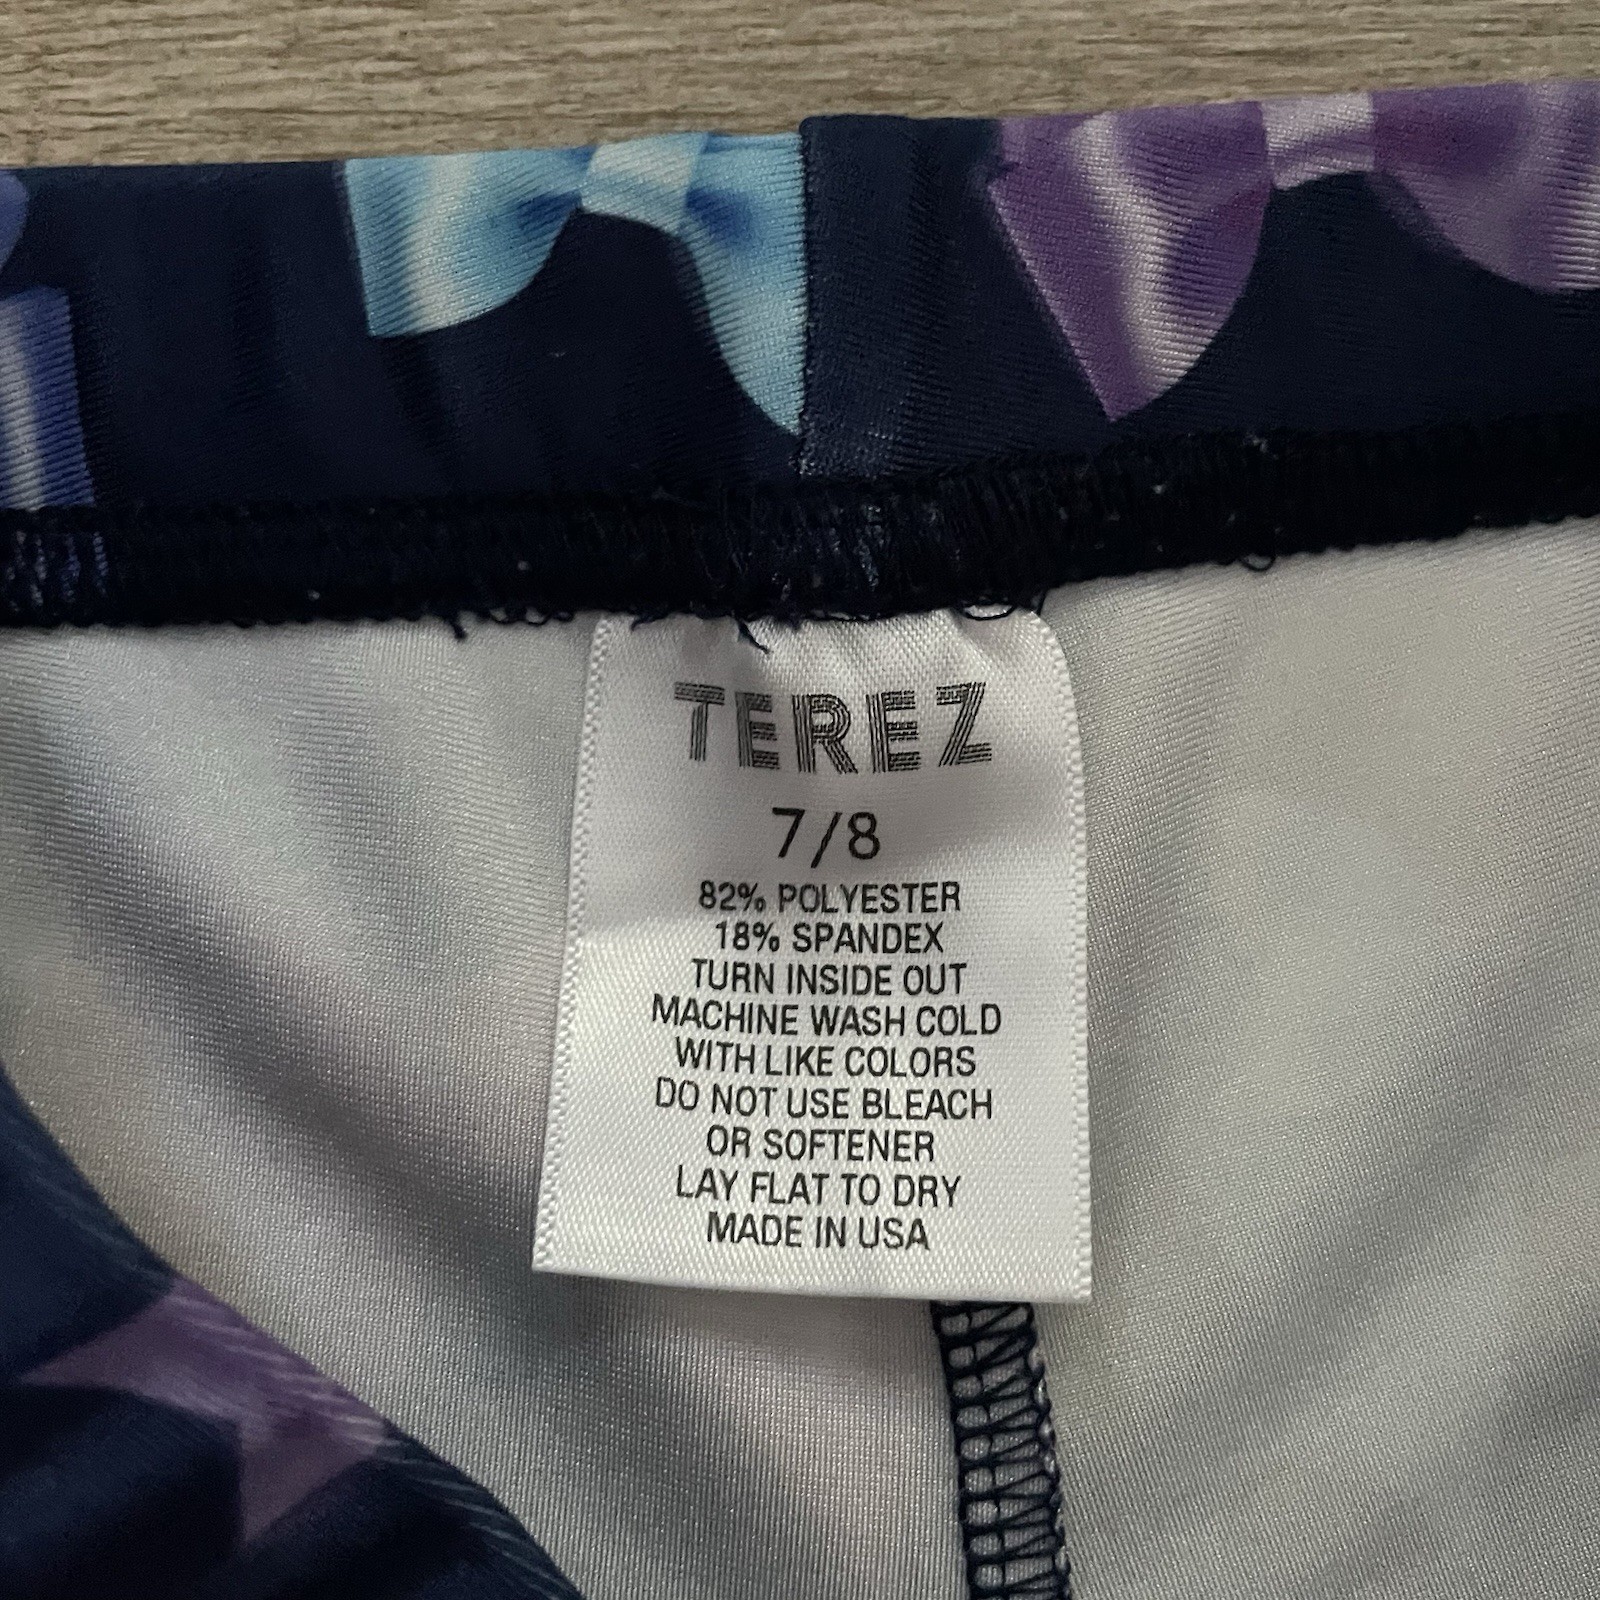 TEREZ
7/8
82% POLYESTER
18% SPANDEX
TURN INSIDE OUT
MACHINE WASH COLD
WITH LIKE COLORS
DO NOT USE BLEACH
OR SOFTENER
LAY FLAT TO DRY
MADE IN USA